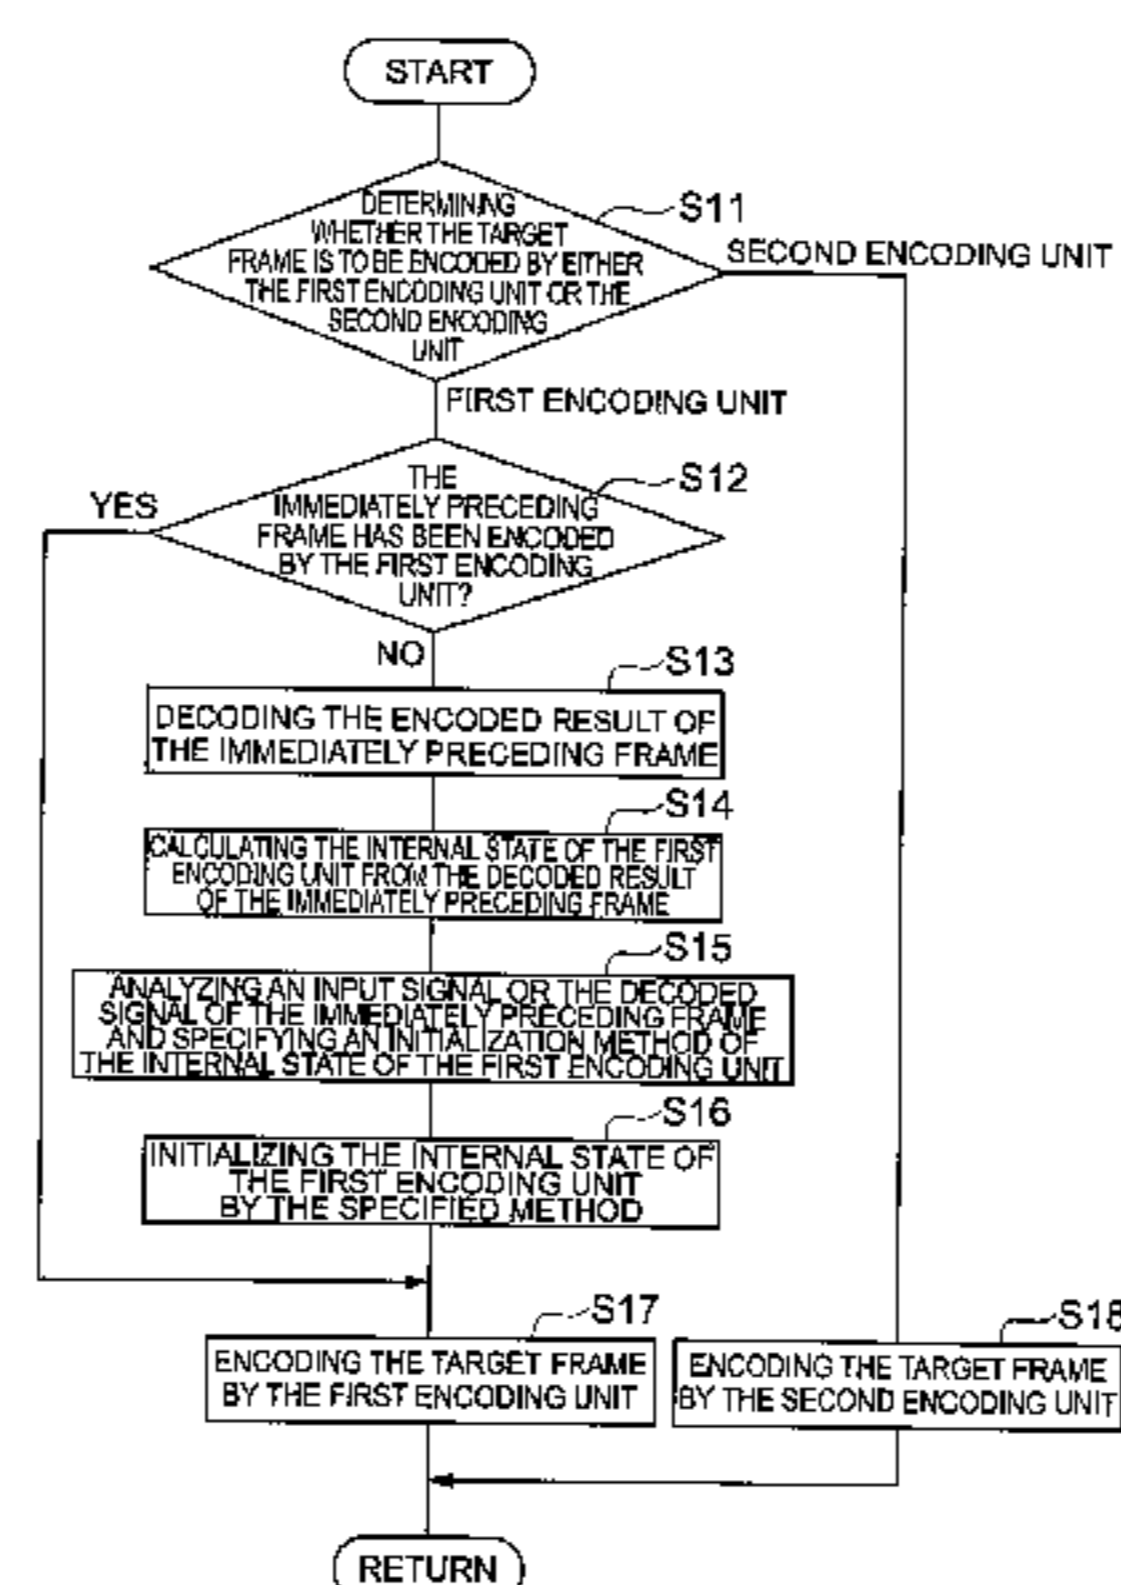 START
S11
DETERMINING
WHETHER THE TARGET
FRAME IS TO BE ENCODED BY EITHER
THE FIRST ENCODING UNIT OR THE
SECOND ENCODING
UNIT
SECOND ENCODING UNIT
FIRST ENCODING UNIT
S12
THE
IMMEDIATELY PRECEDING
FRAME HAS BEEN ENCODED
BY THE FIRST ENCODING
UNIT?
YES
NO
S13
DECODING THE ENCODED RESULT OF
THE IMMEDIATELY PRECEDING FRAME
S14
CALCULATING THE INTERNAL STATE OF THE FIRST
ENCODING UNIT FROM THE DECODED RESULT
OF THE IMMEDIATELY PRECEDING FRAME
S15
ANALYZING AN INPUT SIGNAL OR THE DECODED
SIGNAL OF THE IMMEDIATELY PRECEDING FRAME
AND SPECIFYING AN INITIALIZATION METHOD OF
THE INTERNAL STATE OF THE FIRST ENCODING UNIT
S16
INITIALIZING THE INTERNAL STATE OF
THE FIRST ENCODING UNIT
BY THE SPECIFIED METHOD
S17
ENCODING THE TARGET FRAME
BY THE FIRST ENCODING UNIT
S18
ENCODING THE TARGET FRAME
BY THE SECOND ENCODING UNIT
RETURN